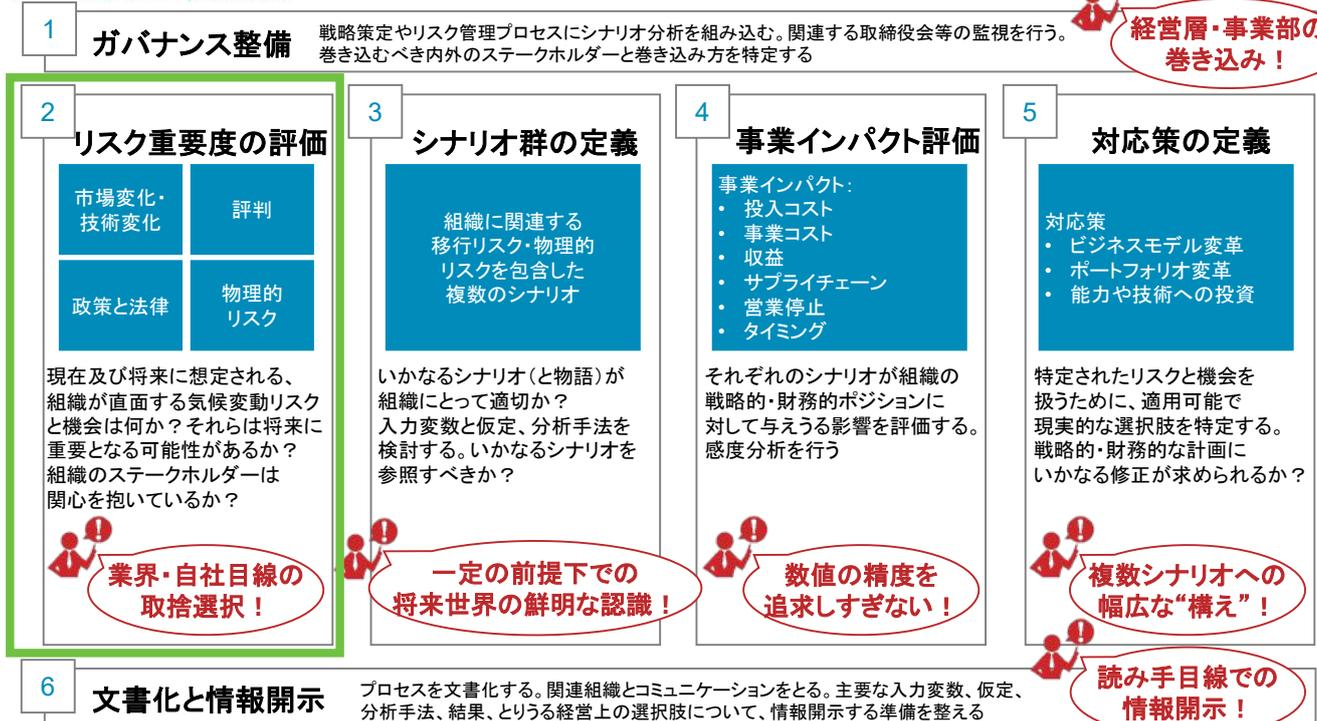 1
ガバナンス整備
戦略策定やリスク管理プロセスにシナリオ分析を組み込む。関連する取締役会等の監視を行う。
巻き込むべき内外のステークホルダーと巻き込み方を特定する
経営層・事業部の
巻き込み！
2
リスク重要度の評価
市場変化・
技術変化
評判
政策と法律
物理的
リスク
現在及び将来に想定される、
組織が直面する気候変動リスク
と機会は何か？それらは将来に
重要となる可能性があるか？
組織のステークホルダーは
関心を抱いているか？
業界・自社目線の
取捨選択！
3
シナリオ群の定義
組織に関連する
移行リスク・物理的
リスクを包含した
複数のシナリオ
いかなるシナリオ（と物語）が
組織にとって適切か？
入力変数と仮定、分析手法を
検討する。いかなるシナリオを
参照すべきか？
一定の前提下での
将来世界の鮮明な認識！
4
事業インパクト評価
事業インパクト：
• 投入コスト
• 事業コスト
• 収益
• サプライチェーン
• 営業停止
• タイミング
それぞれのシナリオが組織の
戦略的・財務的ポジションに
対して与えうる影響を評価する。
感度分析を行う
数値の精度を
追求しすぎない！
5
対応策の定義
対応策
• ビジネスモデル変革
• ポートフォリオ変革
• 能力や技術への投資
特定されたリスクと機会を
扱うために、適用可能で
現実的な選択肢を特定する。
戦略的・財務的な計画に
いかなる修正が求められるか？
複数シナリオへの
幅広な“構え”！
6
文書化と情報開示
プロセスを文書化する。関連組織とコミュニケーションをとる。主要な入力変数、仮定、
分析手法、結果、とりうる経営上の選択肢について、情報開示する準備を整える
読み手目線での
情報開示！